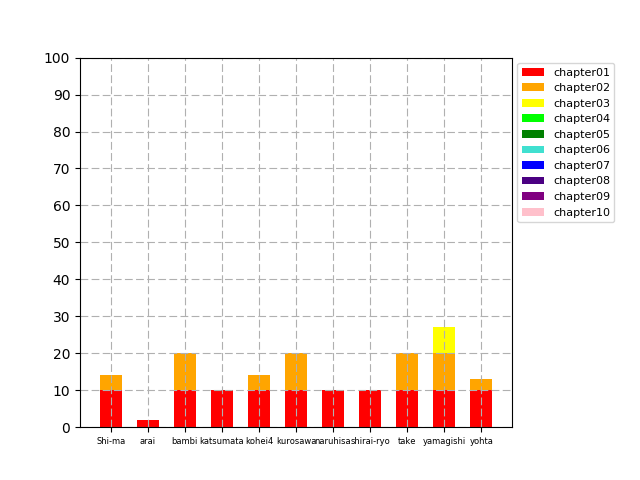 100
90
80
70
60
50
40
30
20
10
0
Shi-ma arai bambi katsumata kohei4 kurosawa naruhisa shirai-ryo take yamagishi yohta
chapter01
chapter02
chapter03
chapter04
chapter05
chapter06
chapter07
chapter08
chapter09
chapter10